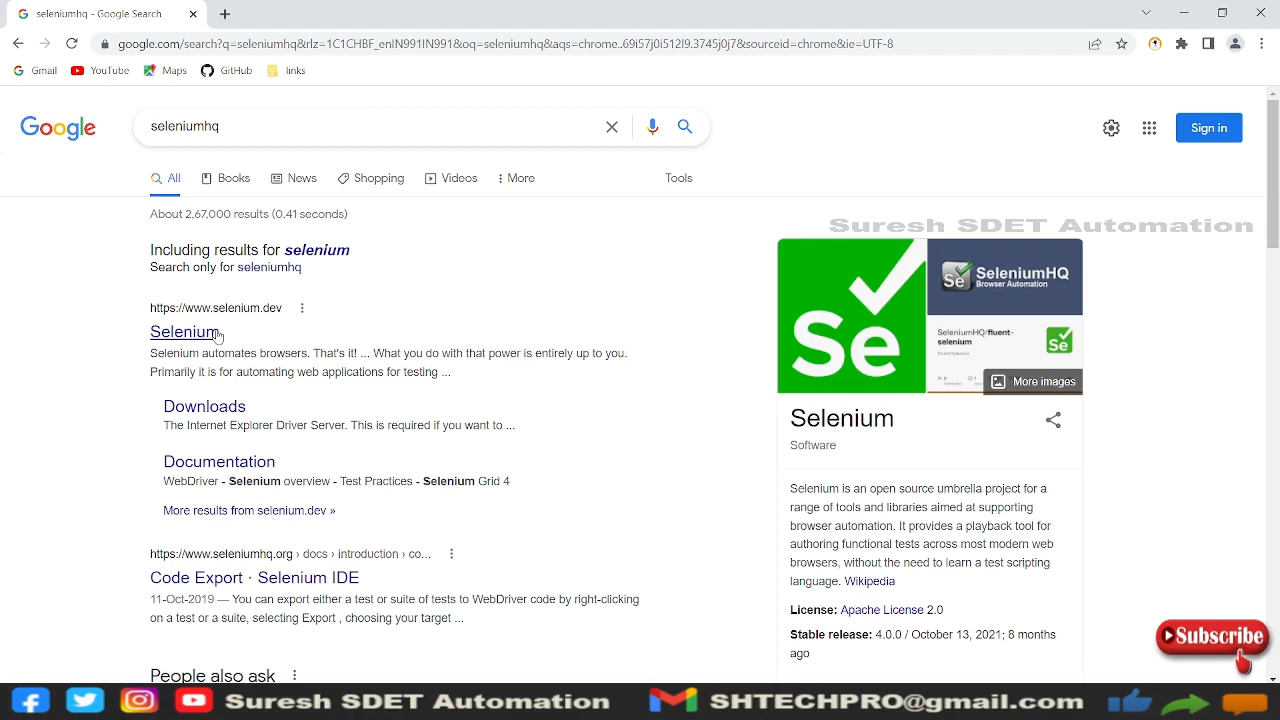 seleniumhq - Google Search
google.com/search?q=seleniumhq&rlz=1C1CHBF_enIN991IN991&oq=seleniumhq&aqs=chrome..69i57j0i512l9.3745j0j7&sourceid=chrome&ie=UTF-8
Gmail YouTube Maps GitHub links
Google
seleniumhq
Sign in
All Books News Shopping Videos More Tools
About 2,67,000 results (0.41 seconds)
Suresh SDET Automation
Including results for selenium
Search only for seleniumhq
https://www.selenium.dev
Selenium
Selenium automates browsers. That's it! ... What you do with that power is entirely up to you.
Primarily it is for automating web applications for testing ...
Downloads
The Internet Explorer Driver Server. This is required if you want to ...
Documentation
WebDriver - Selenium overview - Test Practices - Selenium Grid 4
More results from selenium.dev »
https://www.seleniumhq.org › docs › introduction › co...
Code Export · Selenium IDE
11-Oct-2019 — You can export either a test or suite of tests to WebDriver code by right-clicking
on a test or a suite, selecting Export , choosing your target ...
People also ask
Se
Se SeleniumHQ
Browser Automation
SeleniumHQ/fluent-
selenium
Fluent Selenium
Se
More images
Selenium
Software
Selenium is an open source umbrella project for a
range of tools and libraries aimed at supporting
browser automation. It provides a playback tool for
authoring functional tests across most modern web
browsers, without the need to learn a test scripting
language. Wikipedia
License: Apache License 2.0
Stable release: 4.0.0 / October 13, 2021; 8 months
ago
Subscribe
Suresh SDET Automation SHTECHPRO@gmail.com